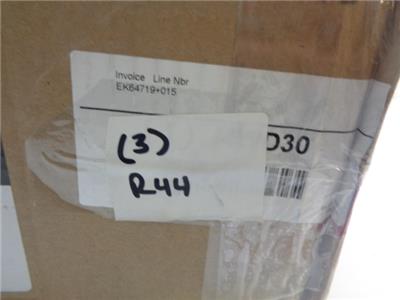 Invoice Line Nbr
EK64719+015
D30
(3)
R44